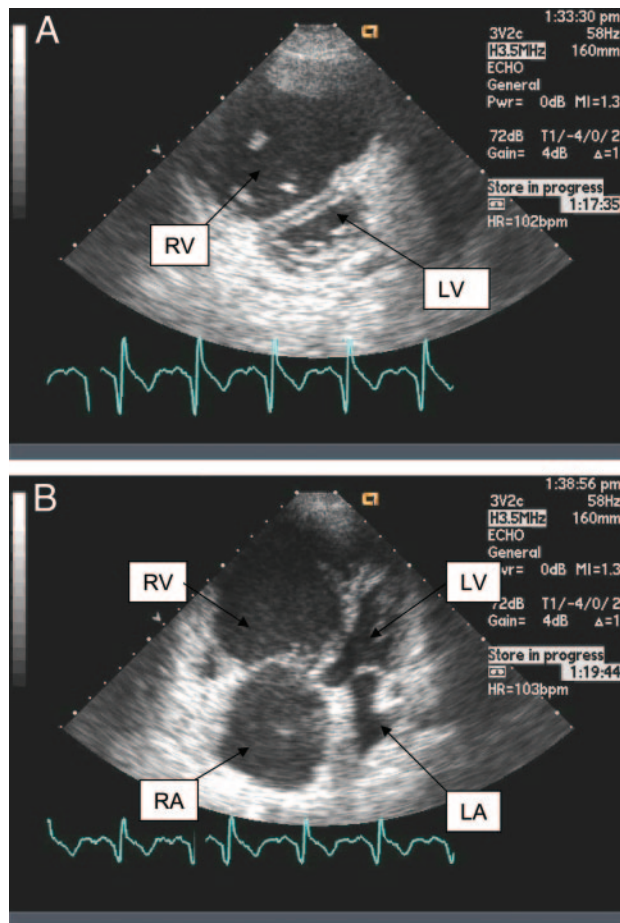 A
1:33:30 pm
3V2c 58Hz
H3.5MHz 160mm
ECHO
General
Pwr= 0dB MI=1.3
72dB T1/-4/0/2
Gain= 4dB Δ=1
Store in progress
1:17:35
HR=102bpm
RV
LV
B
1:38:56 pm
3V2c 58Hz
H3.5MHz 160mm
ECHO
General
0dB MI=1.3
72dB T1/-4/0/2
Gain= 4dB Δ=1
Store in progress
1:19:44
HR=103bpm
RV
LV
RA
LA